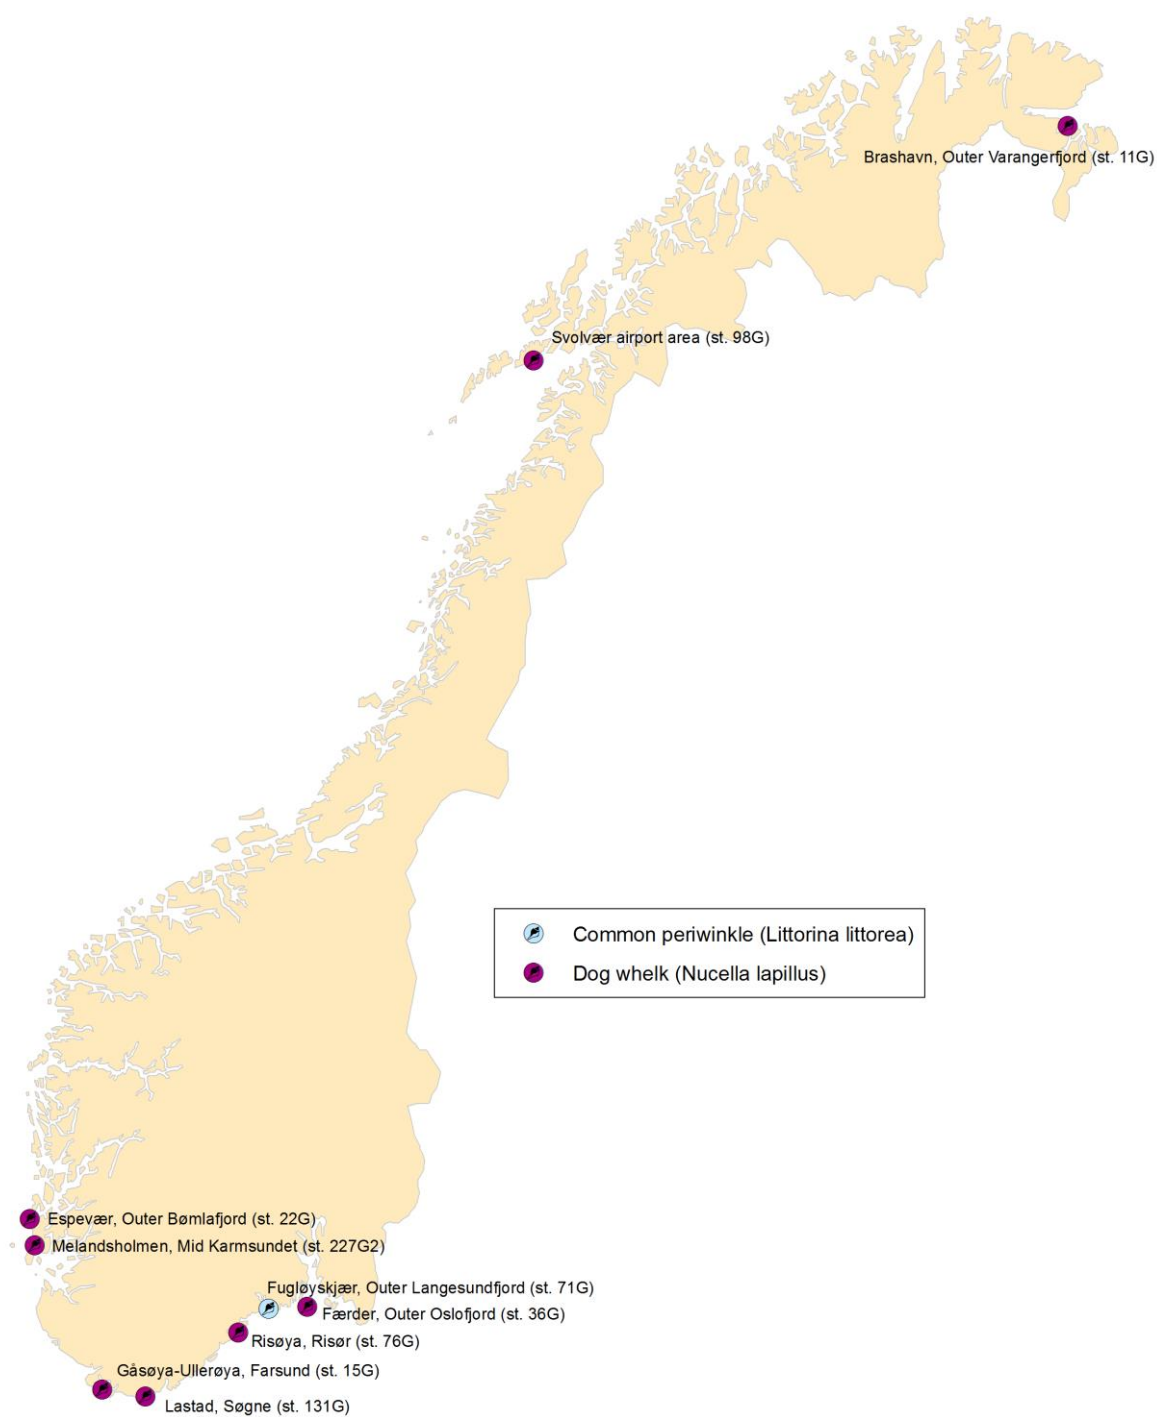 Brashavn, Outer Varangerfjord (st. 11G)
Svolvær airport area (st. 98G)
Common periwinkle (Littorina littorea)
Dog whelk (Nucella lapillus)
Espevær, Outer Bømlafjord (st. 22G)
Melandsholmen, Mid Karmsundet (st. 227G2)
Fugløyskjær, Outer Langesundfjord (st. 71G)
Færder, Outer Oslofjord (st. 36G)
Risøya, Risør (st. 76G)
Gåsøya-Ullerøya, Farsund (st. 15G)
Lastad, Søgne (st. 131G)